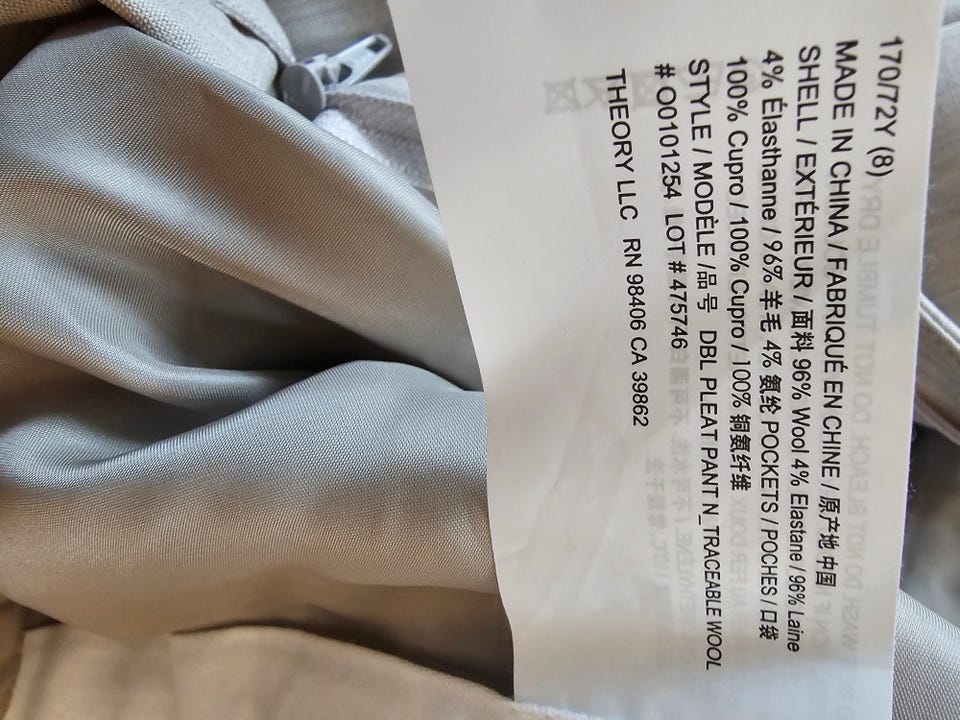 170/72Y (8)
MADE IN CHINA / FABRIQUÉ EN CHINE / 原产地 中国
SHELL / EXTÉRIEUR / 面料 96% Wool 4% Elastane / 96% Laine
4% Élasthanne / 96% 羊毛 4% 氨纶 POCKETS / POCHES / 口袋
100% Cupro / 100% Cupro / 100% 铜氨纤维
STYLE / MODÈLE / 品号 DBL PLEAT PANT N_TRACEABLE WOOL
# O0101254 LOT # 475746
THEORY LLC RN 98406 CA 39862